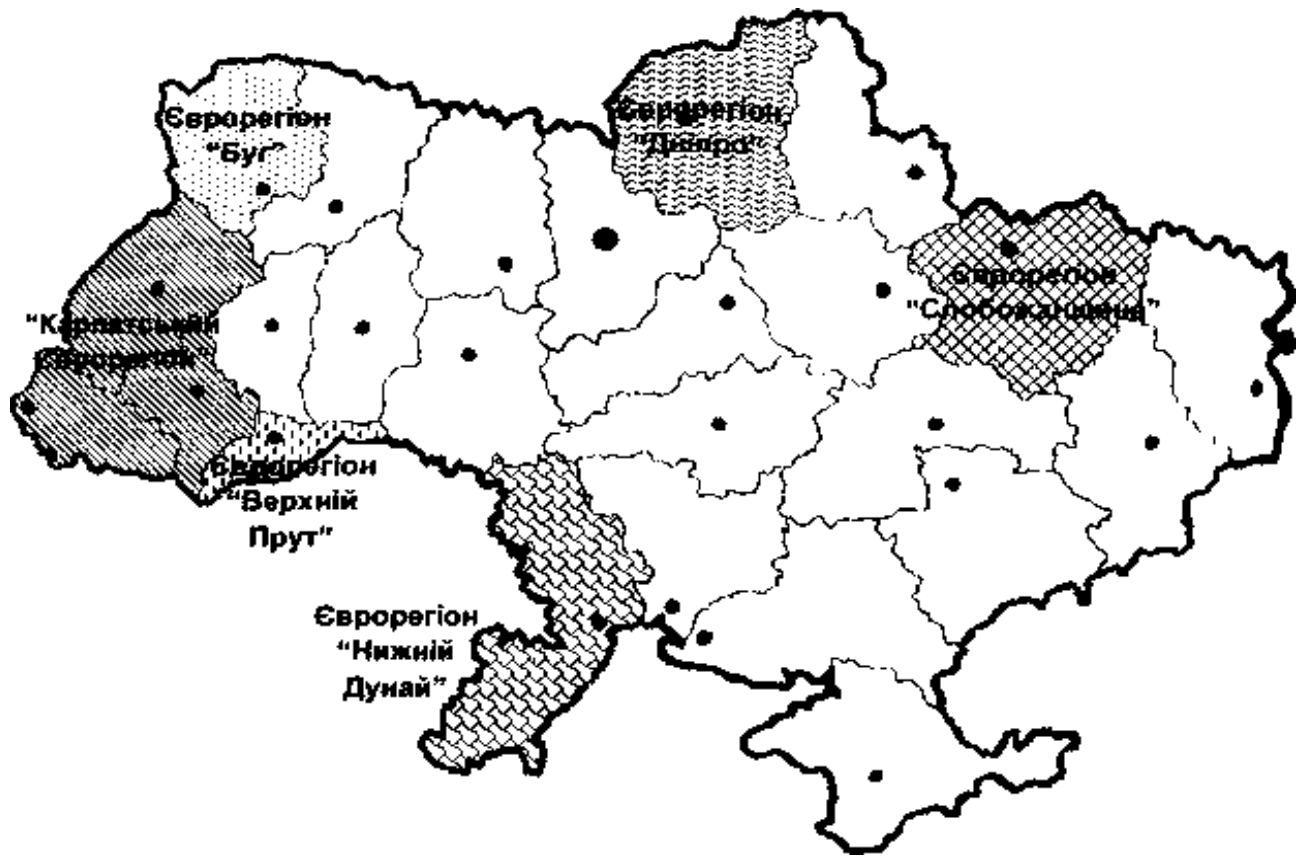 Єврорегіон
“Буг”
Єврорегіон
“Дніпро”
Єврорегіон
“Слобожанщина”
“Карпатський
Єврорегіон”
Єврорегіон
“Верхній
Прут”
Єврорегіон
“Нижній
Дунай”